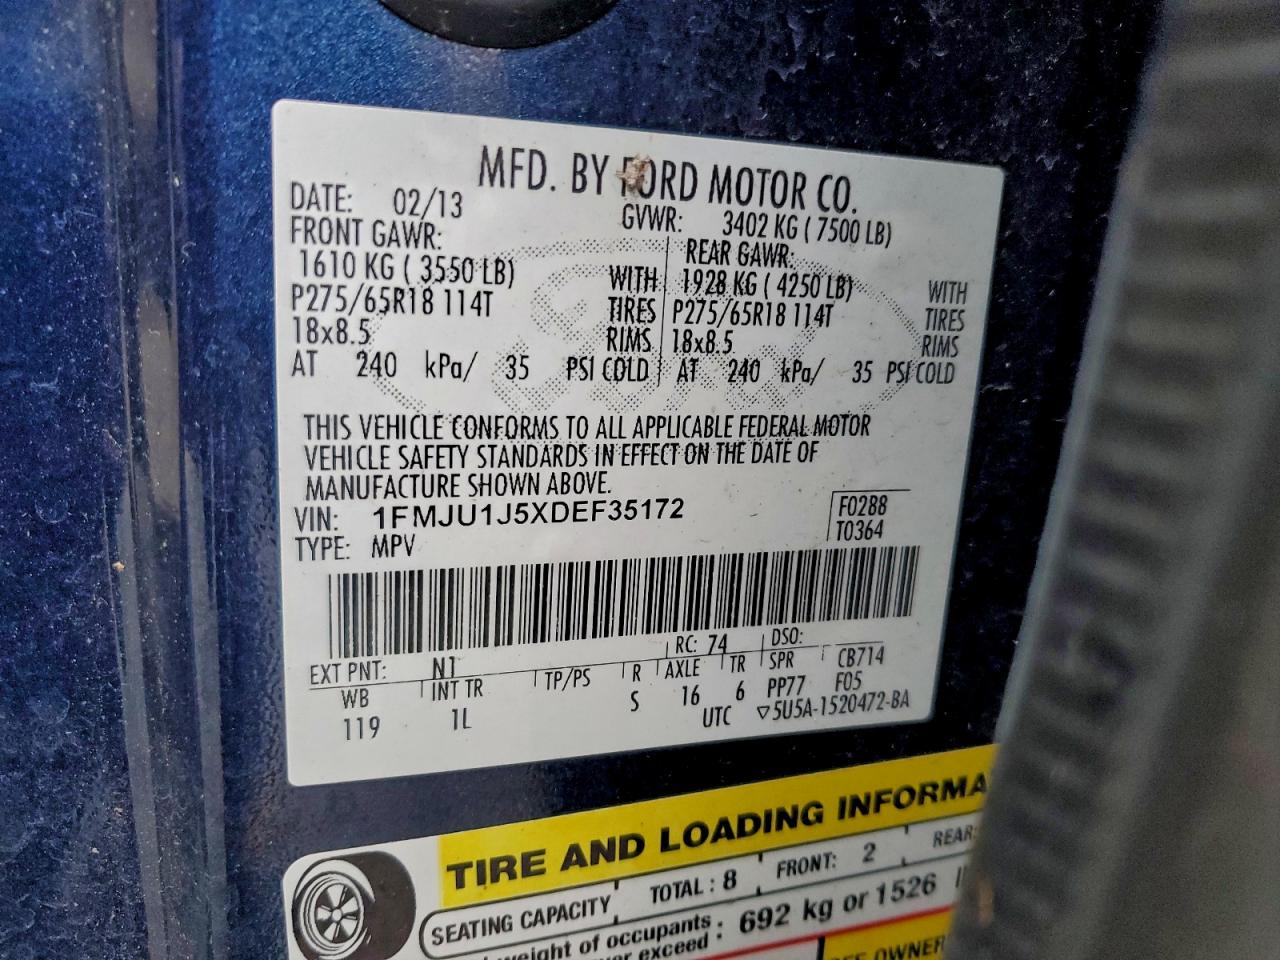 MFD. BY FORD MOTOR CO.
DATE: 02/13 GVWR: 3402 KG ( 7500 LB)
FRONT GAWR: REAR GAWR:
1610 KG ( 3550 LB) WITH 1928 KG ( 4250 LB) WITH
P275/65R18 114T TIRES P275/65R18 114T TIRES
18x8.5 RIMS 18x8.5 RIMS
AT 240 kPa/ 35 PSI COLD AT 240 kPa/ 35 PSI COLD
THIS VEHICLE CONFORMS TO ALL APPLICABLE FEDERAL MOTOR
VEHICLE SAFETY STANDARDS IN EFFECT ON THE DATE OF
MANUFACTURE SHOWN ABOVE.
VIN: 1FMJU1J5XDEF35172 F0288
TYPE: MPV T0364
EXT PNT: N1 RC: 74 DSO:
WB INT TR TP/PS R AXLE TR SPR CB714
119 1L S 16 6 PP77 F05
UTC ▽5U5A-1520472-BA
TIRE AND LOADING INFORMA
SEATING CAPACITY TOTAL : 8 FRONT: 2 REAR:
weight of occupants : 692 kg or 1526
exceed :
OWNER